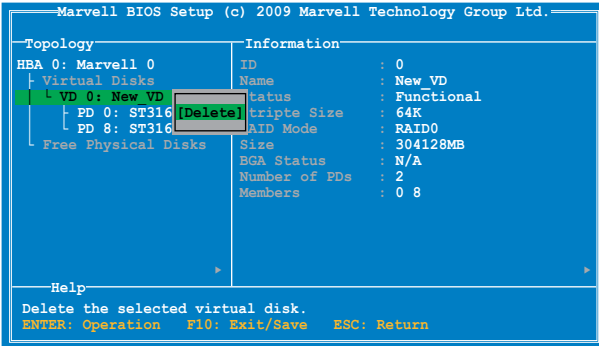 Marvell BIOS Setup (c) 2009 Marvell Technology Group Ltd.
Topology
HBA 0: Marvell 0
Virtual Disks
VD 0: New_VD
PD 0: ST316
PD 8: ST316
Free Physical Disks
[Delete]
Information
ID : 0
Name : New_VD
tatus : Functional
tripte Size : 64K
AID Mode : RAID0
Size : 304128MB
BGA Status : N/A
Number of PDs : 2
Members : 0 8
Help
Delete the selected virtual disk.
ENTER: Operation F10: Exit/Save ESC: Return